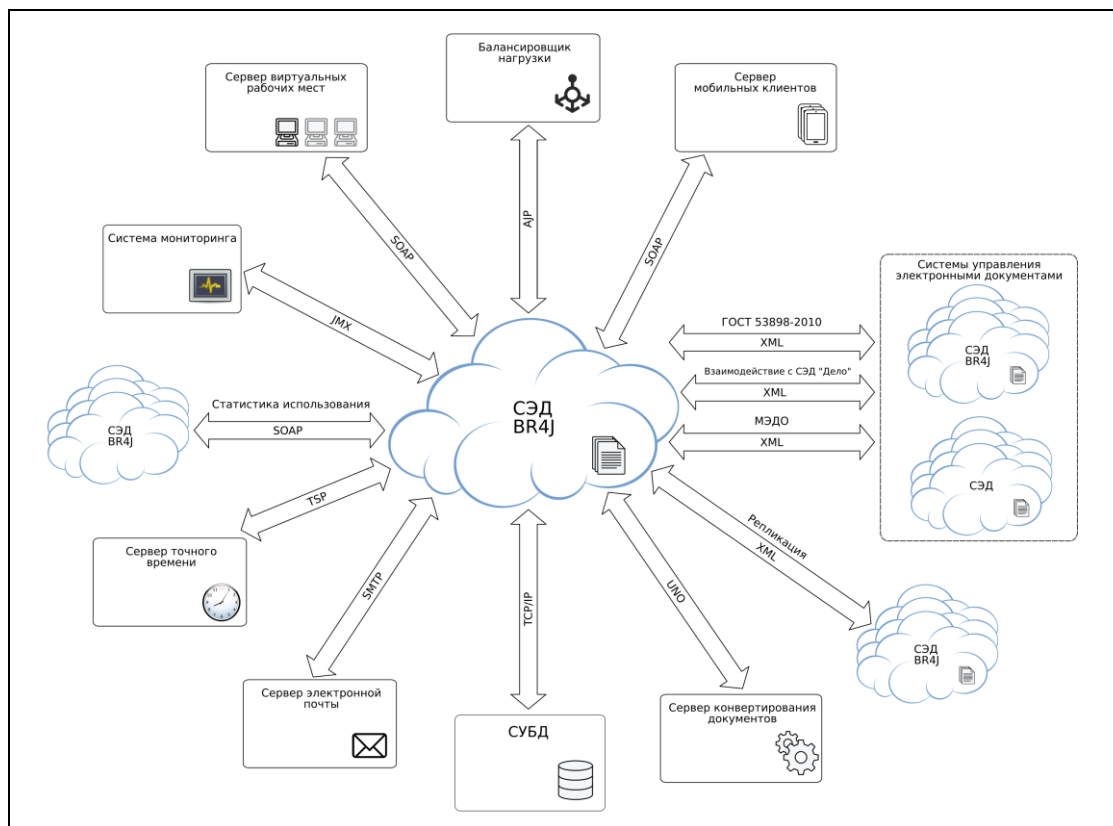 Балансировщик
нагрузки
Сервер виртуальных
рабочих мест
Сервер
мобильных клиентов
AJP
SOAP
SOAP
Система мониторинга
JMX
Системы управления
электронными документами
ГОСТ 53898-2010
XML
СЭД
BR4J
Взаимодействие с СЭД "Дело"
XML
МЭДО
XML
СЭД
СЭД
BR4J
Статистика использования
SOAP
СЭД
BR4J
TSP
Сервер точного
времени
SMTP
TCP/IP
UNO
Репликация
XML
СЭД
BR4J
Сервер электронной
почты
СУБД
Сервер конвертирования
документов